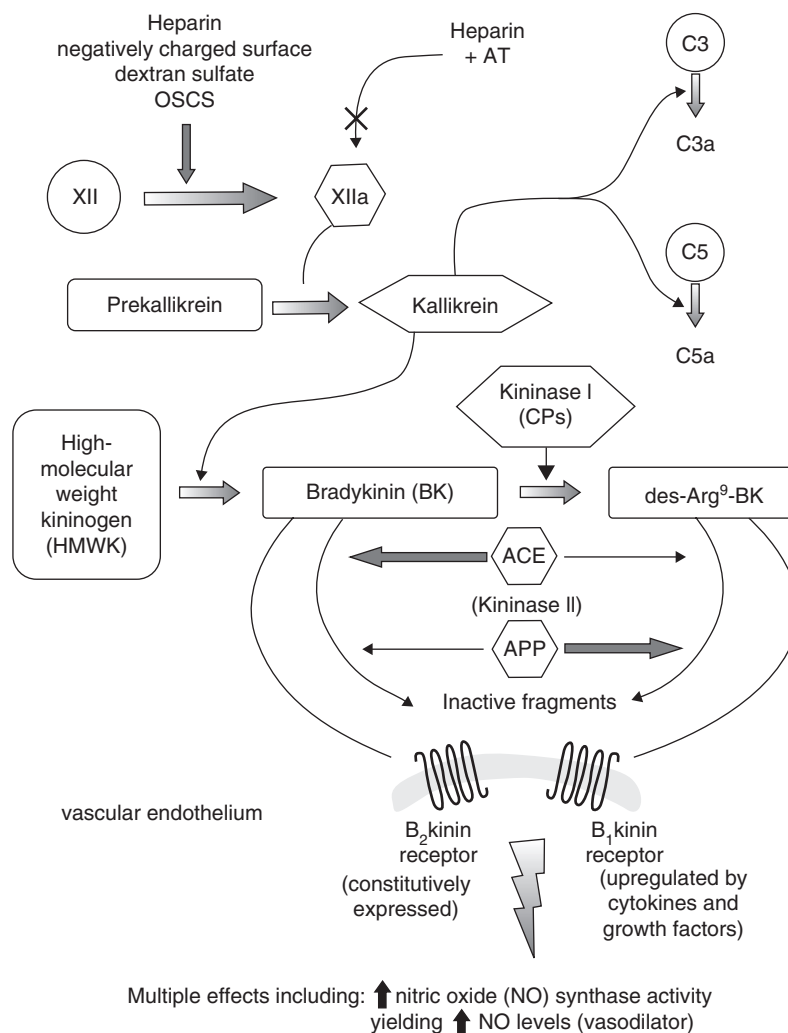 Heparin
negatively charged surface
dextran sulfate
OSCS
Heparin
+ AT
C3
C3a
XII
XIIa
C5
C5a
Prekallikrein
Kallikrein
Kininase I
(CPs)
High-
molecular
weight
kininogen
(HMWK)
Bradykinin (BK)
des-Arg⁹-BK
ACE
(Kininase II)
APP
Inactive fragments
vascular endothelium
B₂kinin
receptor
(constitutively
expressed)
B₁kinin
receptor
(upregulated by
cytokines and
growth factors)
Multiple effects including: ⬆ nitric oxide (NO) synthase activity
yielding ⬆ NO levels (vasodilator)